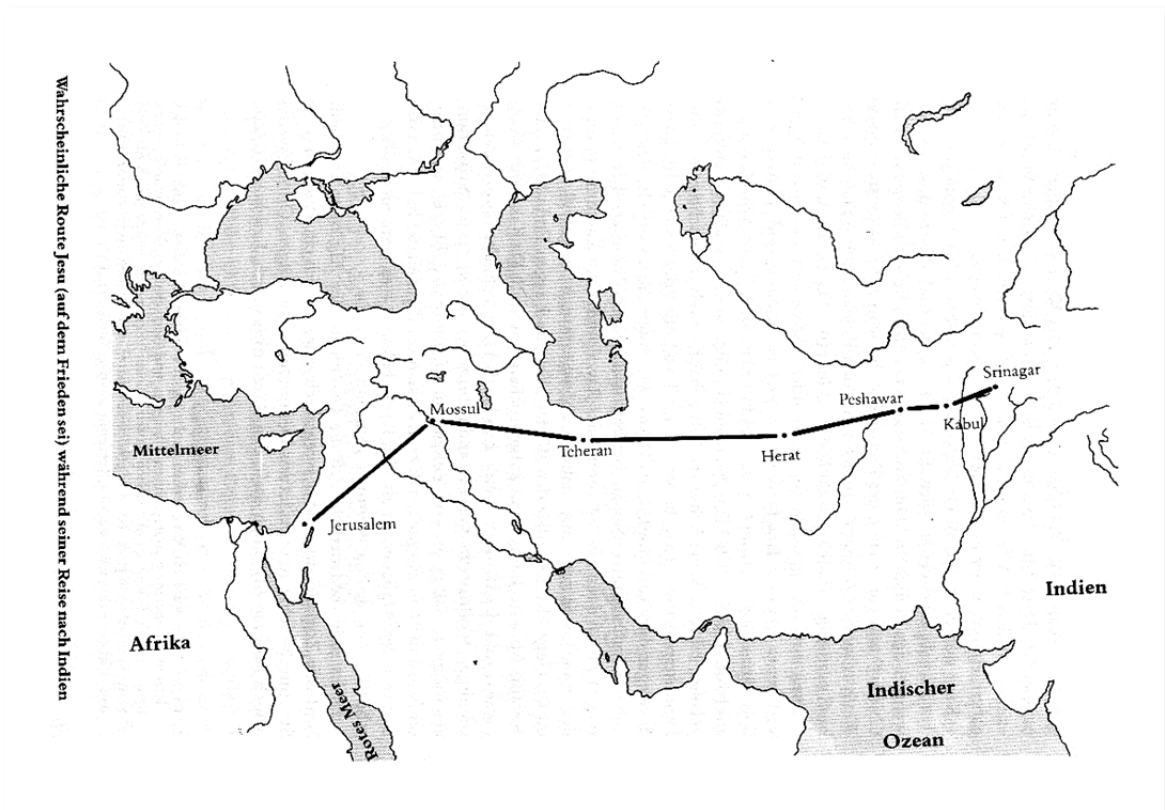 Wahrscheinliche Route Jesu (auf dem Frieden sei) während seiner Reise nach Indien
Srinagar
Peshawar
Mossul
Kabul
Mittelmeer
Teheran
Herat
Jerusalem
Indien
Afrika
Indischer
Rotes Meer
Ozean